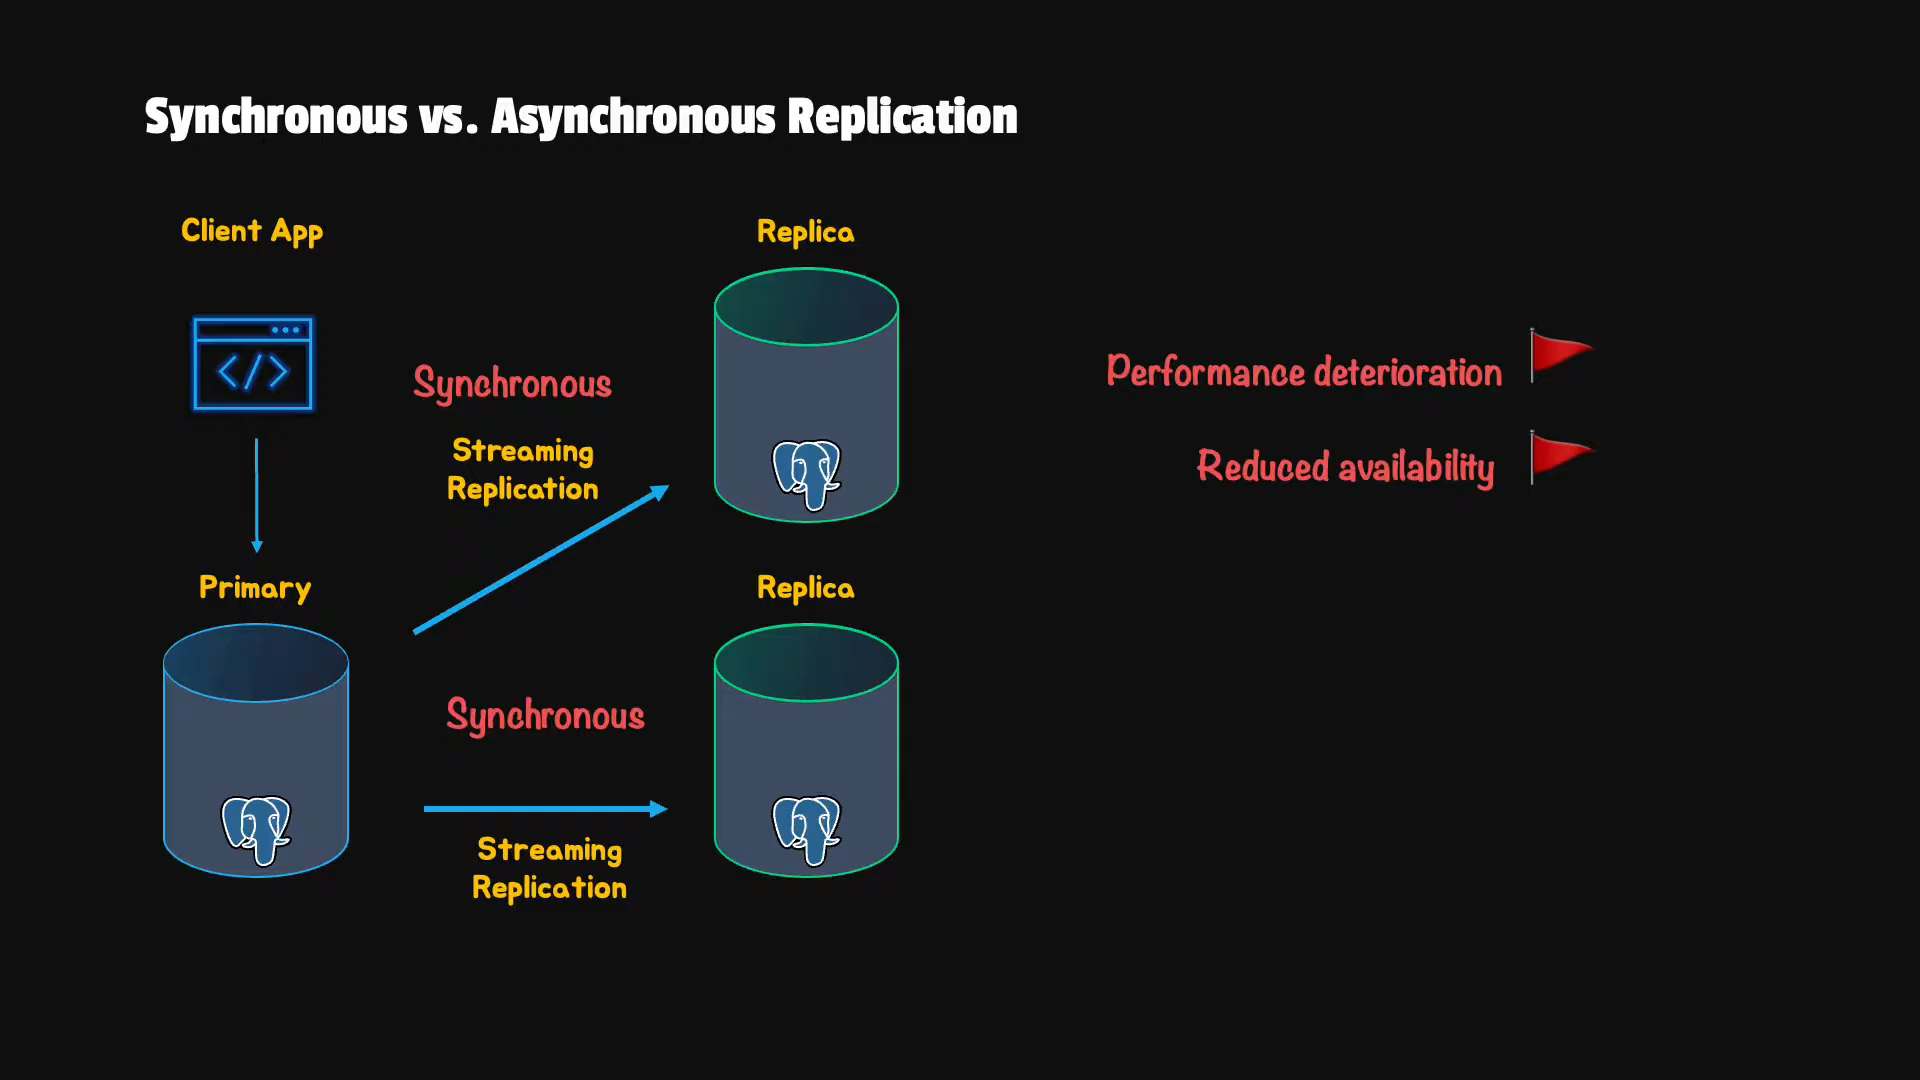 Synchronous vs. Asynchronous Replication
Client App
Replica
Synchronous
Streaming
Replication
Performance deterioration
Reduced availability
Primary
Replica
Synchronous
Streaming
Replication